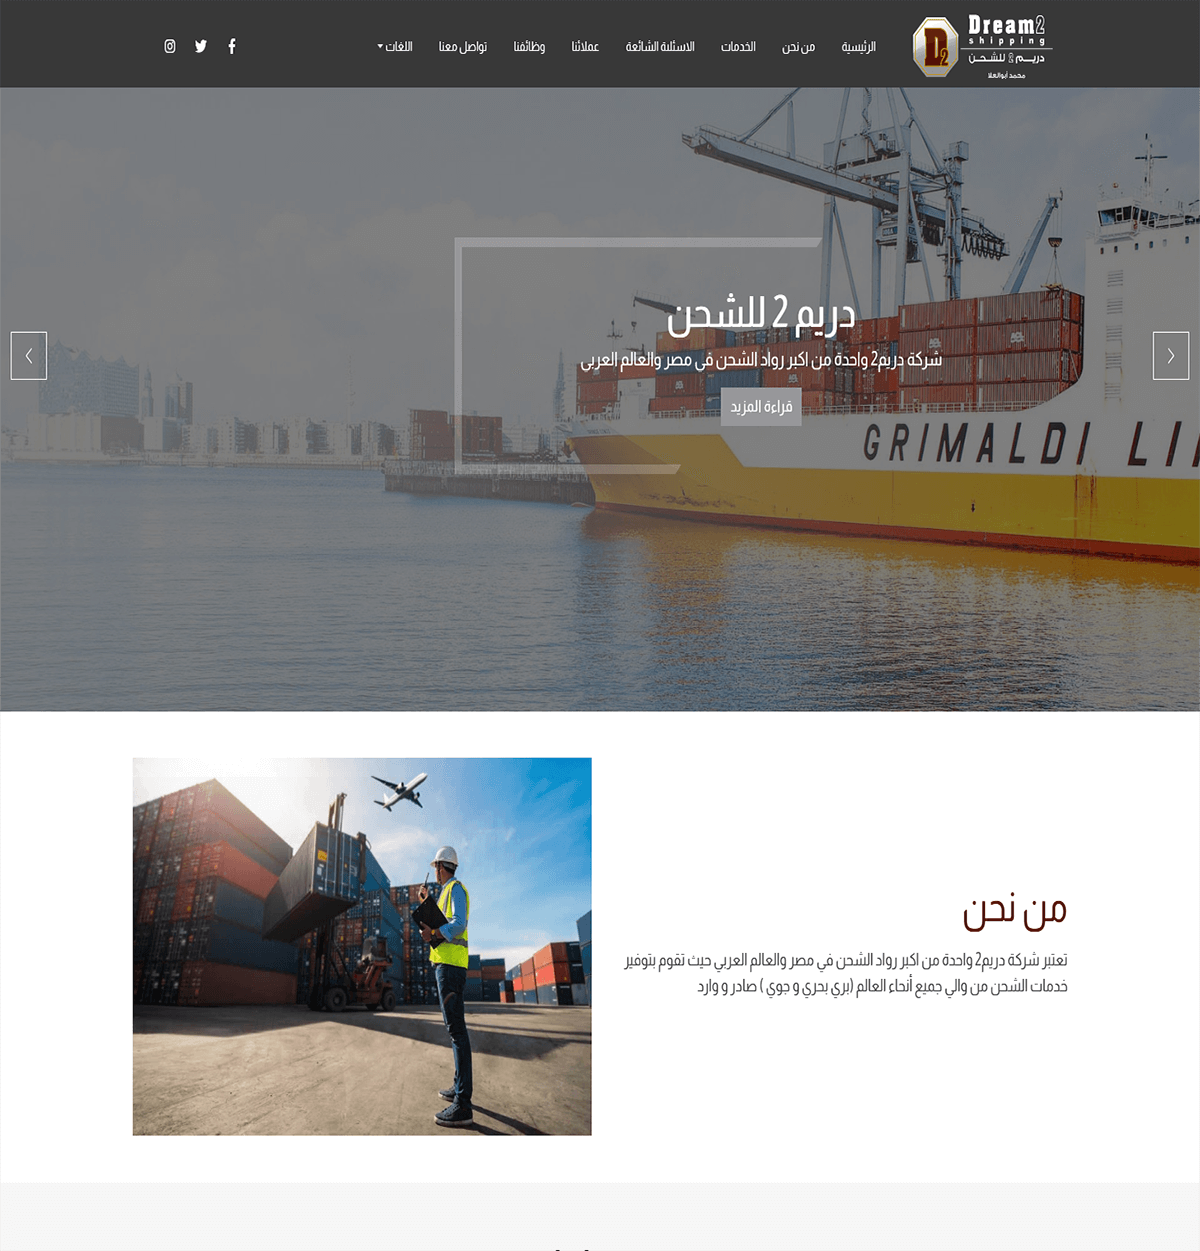 Dream2
shipping
دريم 2 للشحن
محمد ابوالعلا
D2
الرئيسية
من نحن
الخدمات
الاسئلة الشائعة
عملائنا
وظائفنا
تواصل معنا
اللغات
دريم 2 للشحن
شركة دريم2 واحدة من اكبر رواد الشحن فى مصر والعالم العربي
قراءة المزيد
GRIMALDI LI
من نحن
تعتبر شركة دريم2 واحدة من اكبر رواد الشحن في مصر والعالم العربي حيث تقوم بتوفير
خدمات الشحن من والي جميع أنحاء العالم (بري بحري و جوي ) صادر و وارد